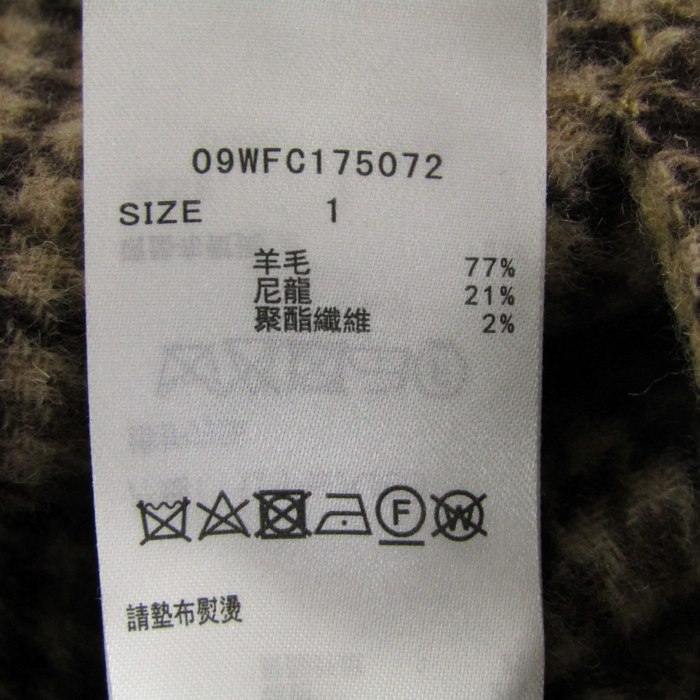 09WFC175072
SIZE 1
羊毛 77%
尼龍 21%
聚酯纖維 2%
F W
請墊布熨燙